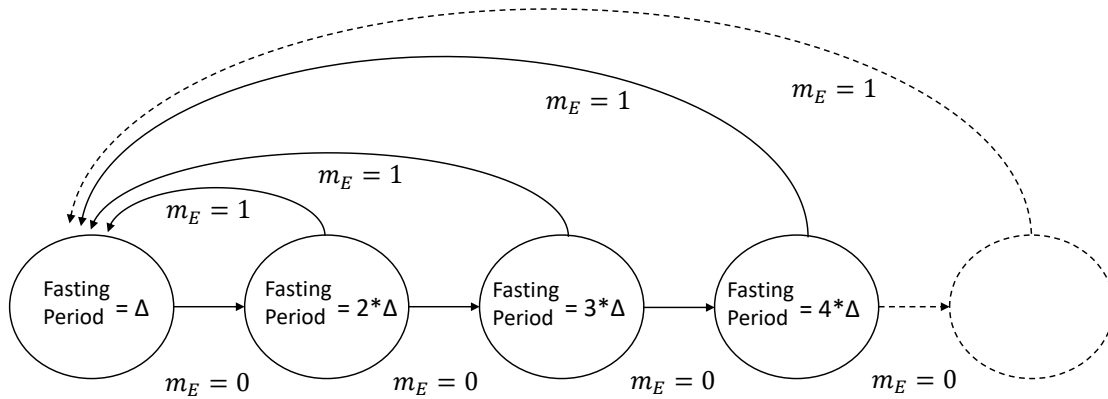 m_E = 1
m_E = 1
m_E = 1
m_E = 1
Fasting
Period = Δ
Fasting
Period = 2*Δ
Fasting
Period = 3*Δ
Fasting
Period = 4*Δ
m_E = 0
m_E = 0
m_E = 0
m_E = 0